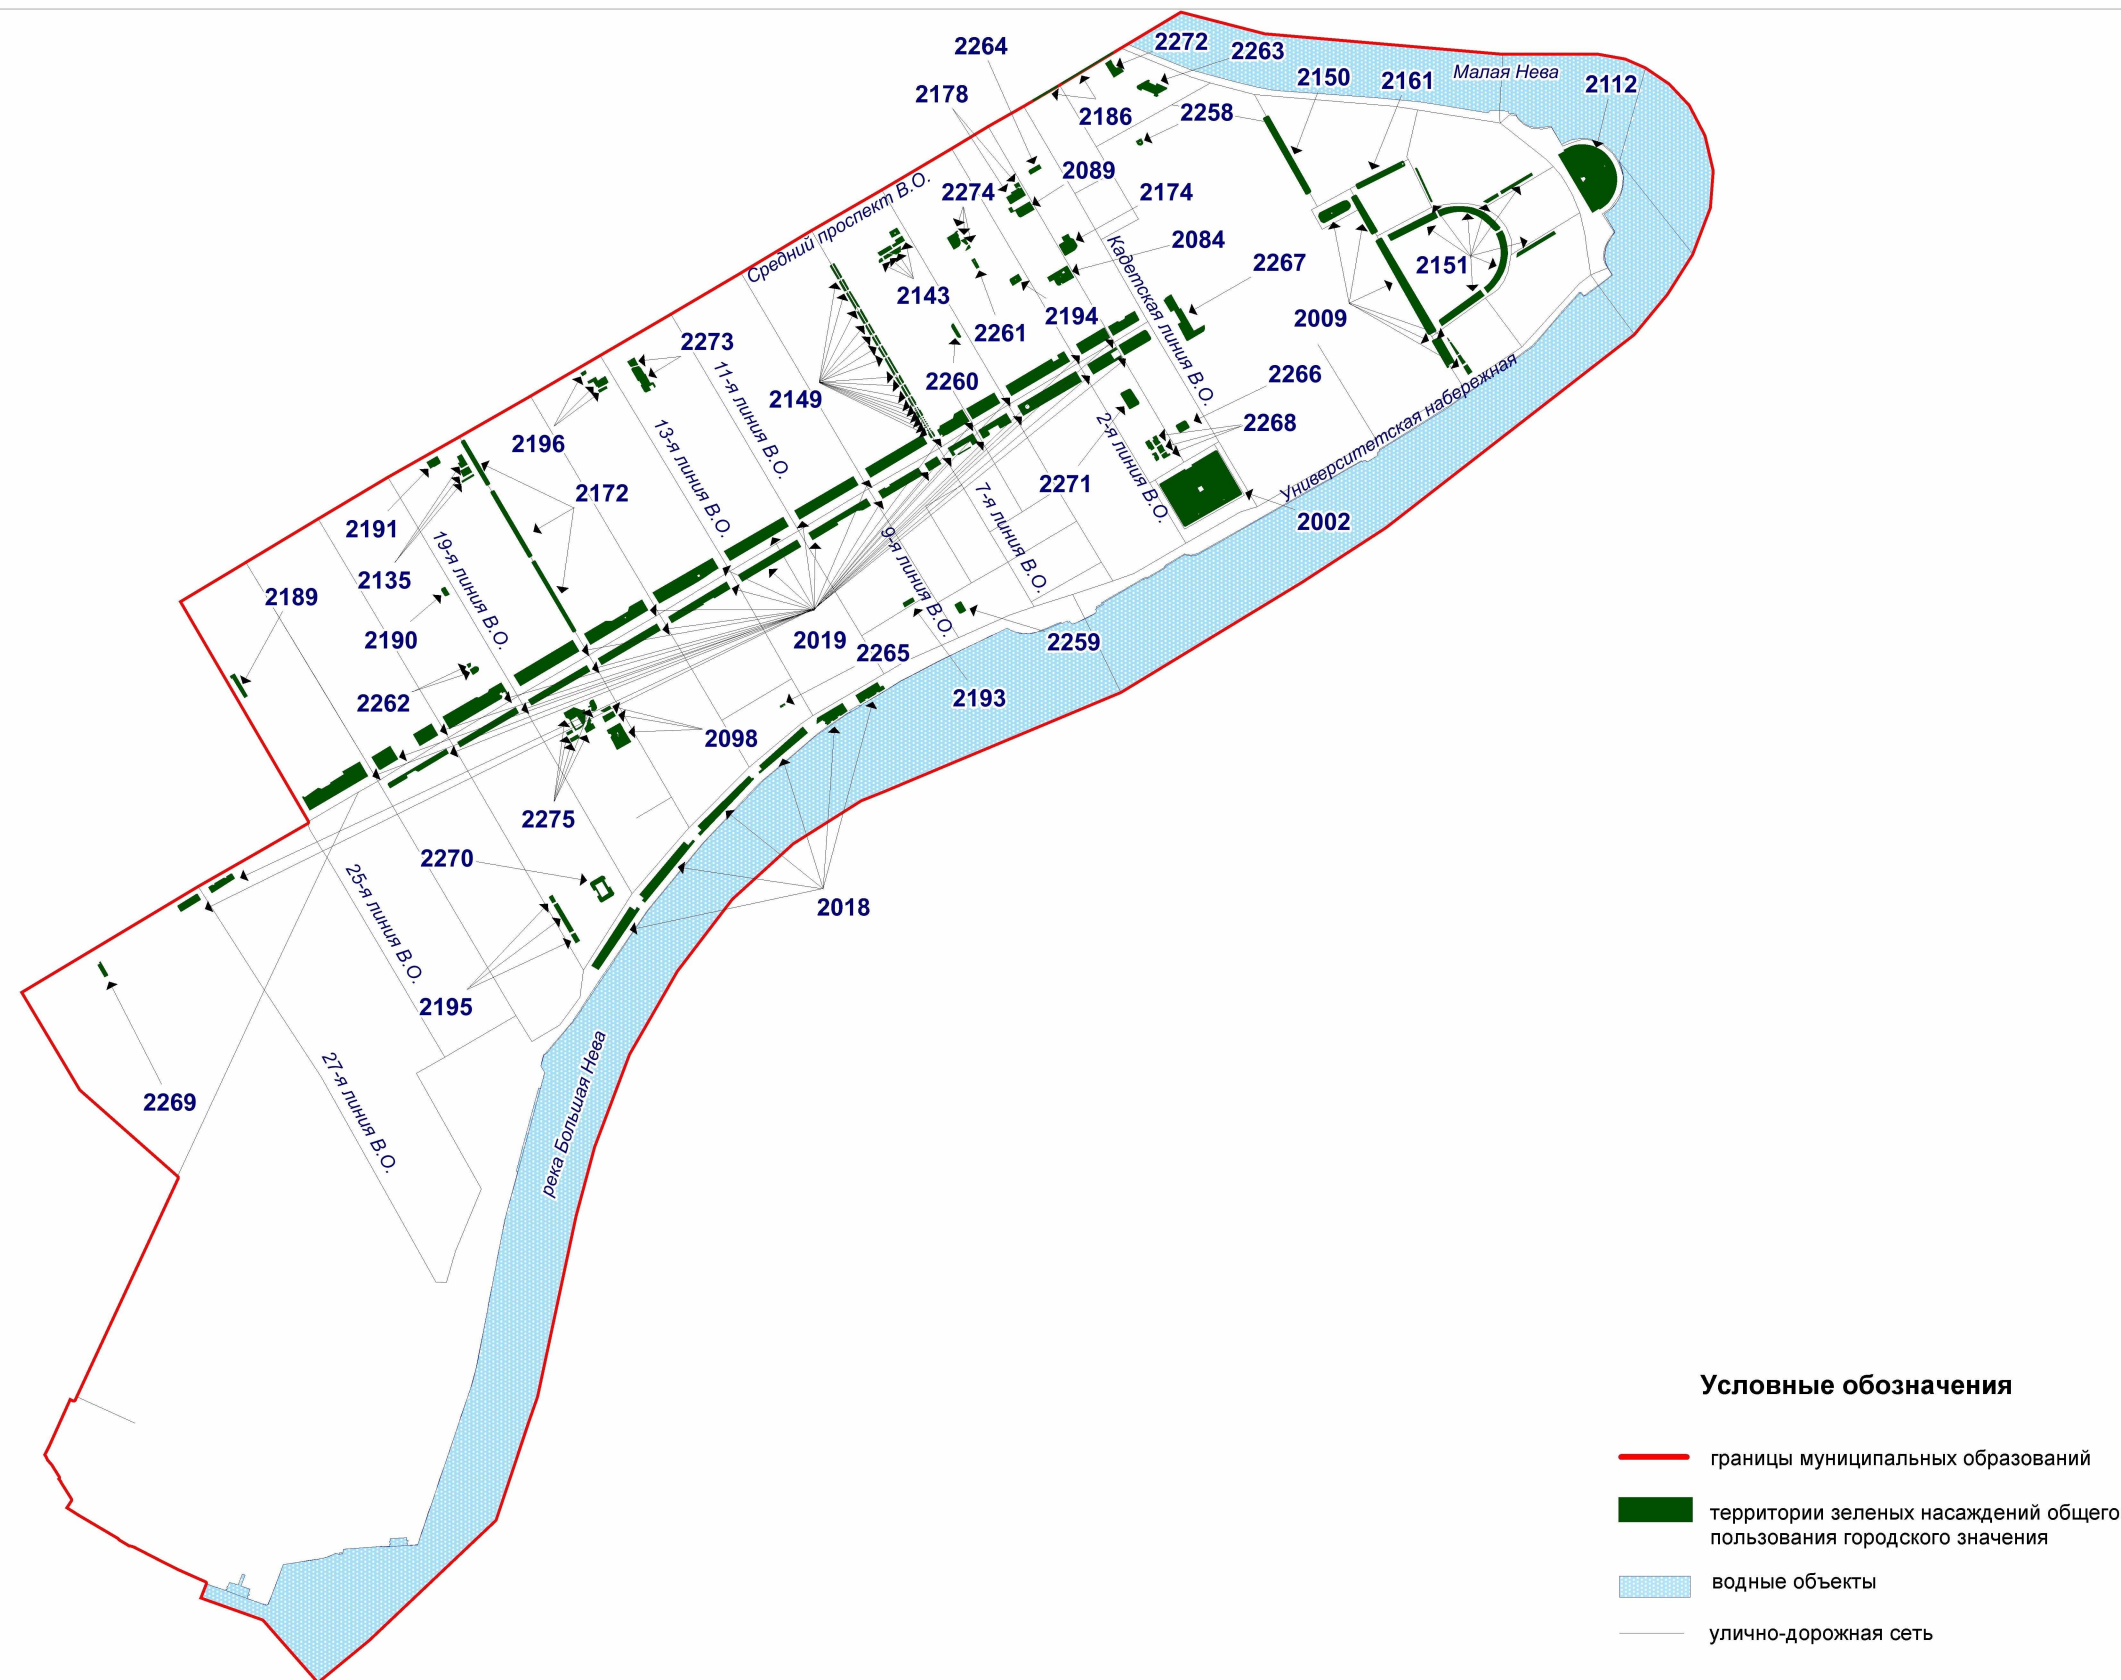 2272
2264
2263
2150
2161
Малая Нева
2112
2178
2186
2258
2089
2274
2174
Средний проспект В.О.
2084
Кадетская линия В.О.
2267
2151
2143
2194
2009
2261
2273
11-я линия В.О.
2149
2260
2266
Университетская набережная
2196
13-я линия В.О.
2-я линия В.О.
2268
2172
2271
7-я линия В.О.
2191
2002
19-я линия В.О.
9-я линия В.О.
2135
2189
2190
2019
2265
2259
2262
2193
2098
2275
2270
25-я линия В.О.
2018
2195
27-я линия В.О.
река Большая Нева
2269
Условные обозначения
границы муниципальных образований
территории зеленых насаждений общего
пользования городского значения
водные объекты
улично-дорожная сеть